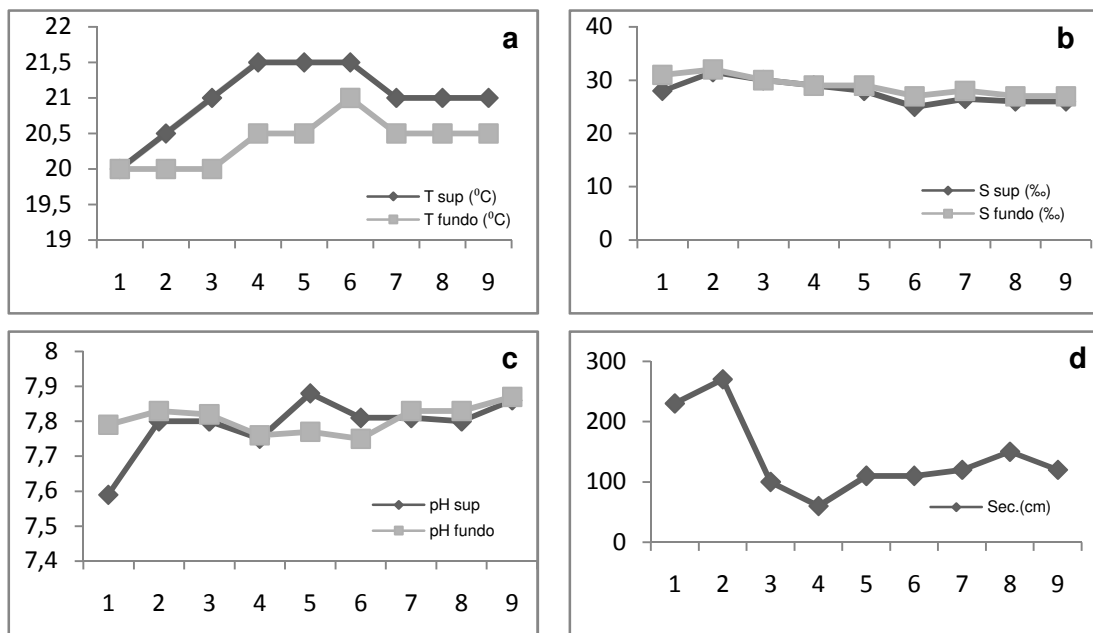 a
22
21,5
21
20,5
20
19,5
19
T sup (⁰C)
T fundo (⁰C)
1 2 3 4 5 6 7 8 9
b
40
30
20
10
0
S sup (‰)
S fundo (‰)
1 2 3 4 5 6 7 8 9
c
8
7,9
7,8
7,7
7,6
7,5
7,4
pH sup
pH fundo
1 2 3 4 5 6 7 8 9
d
300
200
100
0
Sec.(cm)
1 2 3 4 5 6 7 8 9